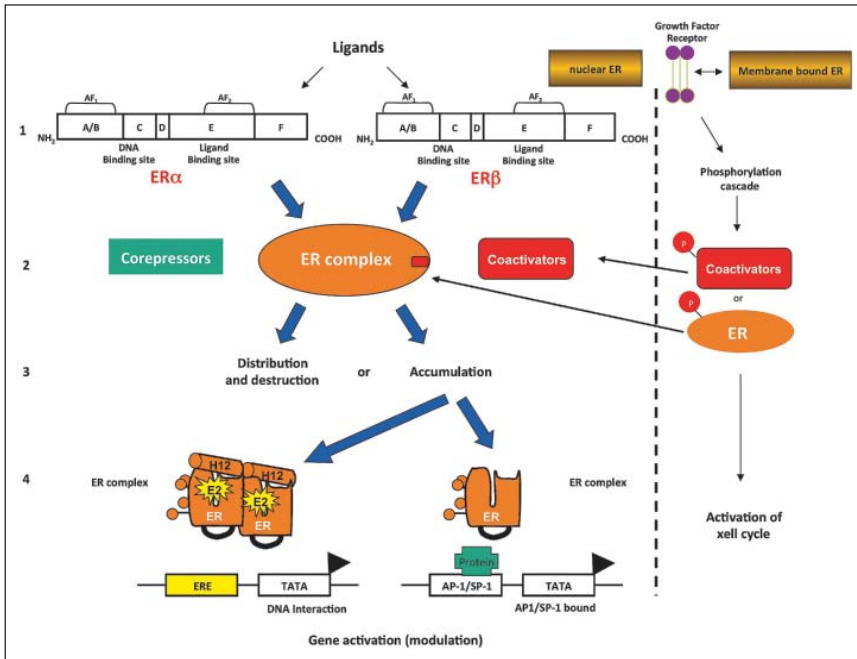 Ligands
nuclear ER
Growth Factor
Receptor
Membrane bound ER
1
AF1
AF2
NH2
A/B
C
D
E
F
COOH
DNA
Binding site
Ligand
Binding site
ERα
AF1
AF2
NH2
A/B
C
D
E
F
COOH
DNA
Binding site
Ligand
Binding site
ERβ
Phosphorylation
cascade
2
Corepressors
ER complex
Coactivators
P
Coactivators
or
P
ER
3
Distribution
and destruction
or
Accumulation
4
ER complex
H12
H12
E2
E2
ER
ER
ER
ER complex
Activation of
xell cycle
Protein
ERE
TATA
AP-1/SP-1
TATA
DNA Interaction
AP1/SP-1 bound
Gene activation (modulation)